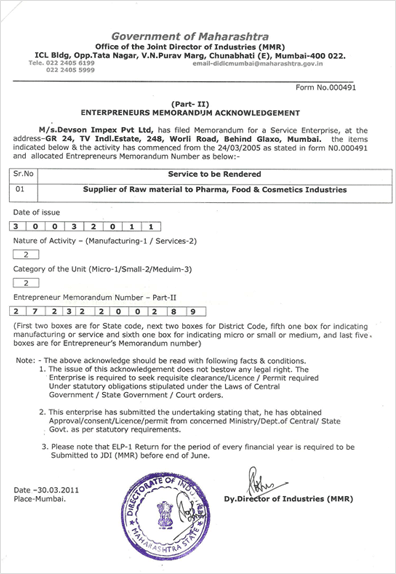 Government of Maharashtra
Office of the Joint Director of Industries (MMR)
ICL Bldg, Opp.Tata Nagar, V.N.Purav Marg, Chunabhati (E), Mumbai-400 022.
Tele. 022 2405 6199 email-didicmumbai@maharashtra.gov.in
022 2405 5999
Form No.000491
(Part- II)
ENTERPRENEURS MEMORANDUM ACKNOWLEDGEMENT
M/s.Devson Impex Pvt Ltd, has filed Memorandum for a Service Enterprise, at the
address-GR 24, TV Indl.Estate, 248, Worli Road, Behind Glaxo, Mumbai. the items
indicated below & the activity has commenced from the 24/03/2005 as stated in form N0.000491
and allocated Entrepreneurs Memorandum Number as below:-
Sr.No Service to be Rendered
01 Supplier of Raw material to Pharma, Food & Cosmetics Industries
Date of issue
3 0 0 3 2 0 1 1
Nature of Activity – (Manufacturing-1 / Services-2)
2
Category of the Unit (Micro-1/Small-2/Meduim-3)
2
Entrepreneur Memorandum Number – Part-II
2 7 2 3 2 2 0 0 2 8 9
(First two boxes are for State code, next two boxes for District Code, fifth one box for indicating
manufacturing or service and sixth one box for indicating micro or small or medium, and last five
boxes are for Entrepreneur's Memorandum number)
Note: - The above acknowledge should be read with following facts & conditions.
1. The issue of this acknowledgement does not bestow any legal right. The
Enterprise is required to seek requisite clearance/Licence / Permit required
Under statutory obligations stipulated under the Laws of Central
Government / State Government / Court orders.
2. This enterprise has submitted the undertaking stating that, he has obtained
Approval/consent/Licence/permit from concerned Ministry/Dept.of Central/ State
Govt. as per statutory requirements.
3. Please note that ELP-1 Return for the period of every financial year is required to be
Submitted to JDI (MMR) before end of June.
DIRECTORATE OF INDUSTRIES
MAHARASHTRA STATE
Date –30.03.2011
Place-Mumbai.
Dy.Director of Industries (MMR)